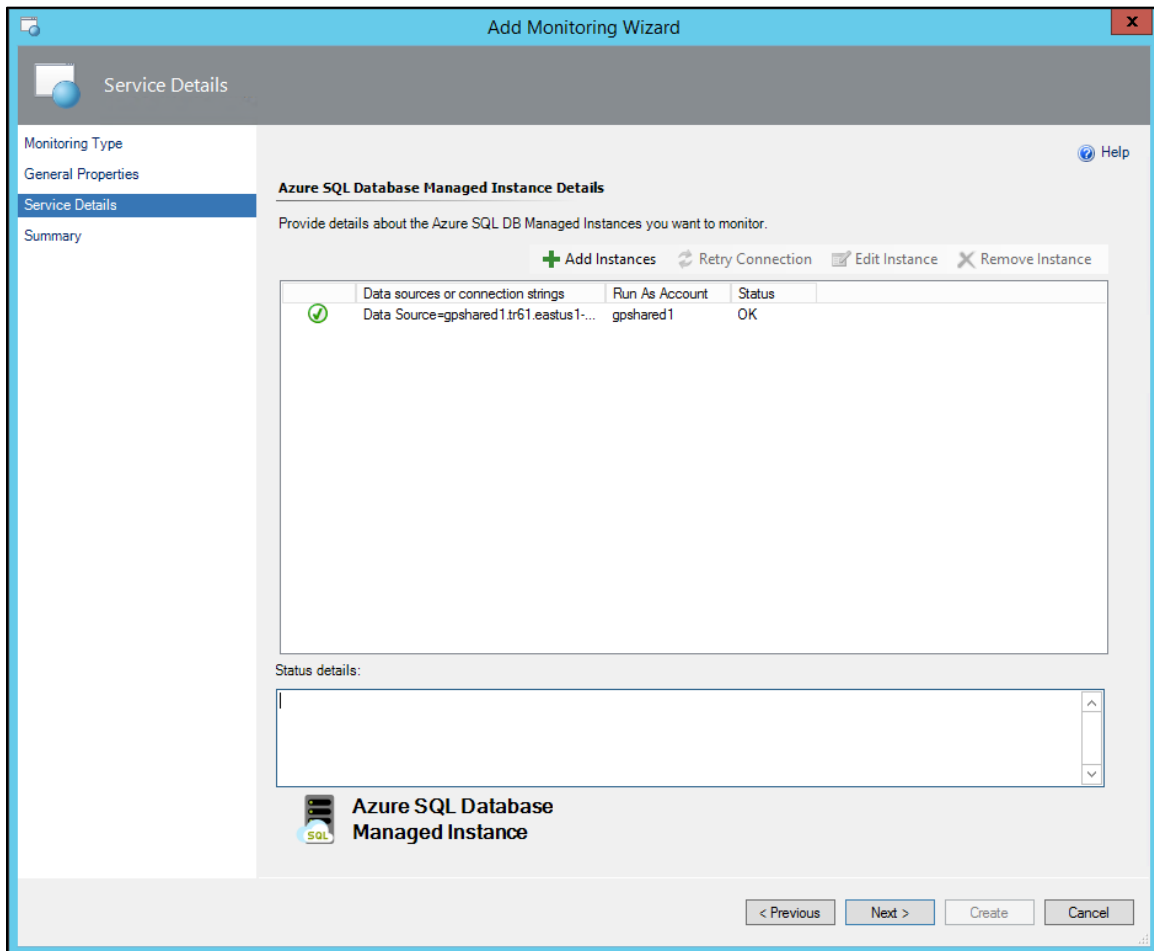 Add Monitoring Wizard
x
Service Details
Monitoring Type
General Properties
Service Details
Summary
Help
Azure SQL Database Managed Instance Details
Provide details about the Azure SQL DB Managed Instances you want to monitor.
Add Instances Retry Connection Edit Instance Remove Instance
Data sources or connection strings Run As Account Status
Data Source=gpshared1.tr61.eastus1-... gpshared1 OK
Status details:
SQL
Azure SQL Database
Managed Instance
< Previous Next > Create Cancel